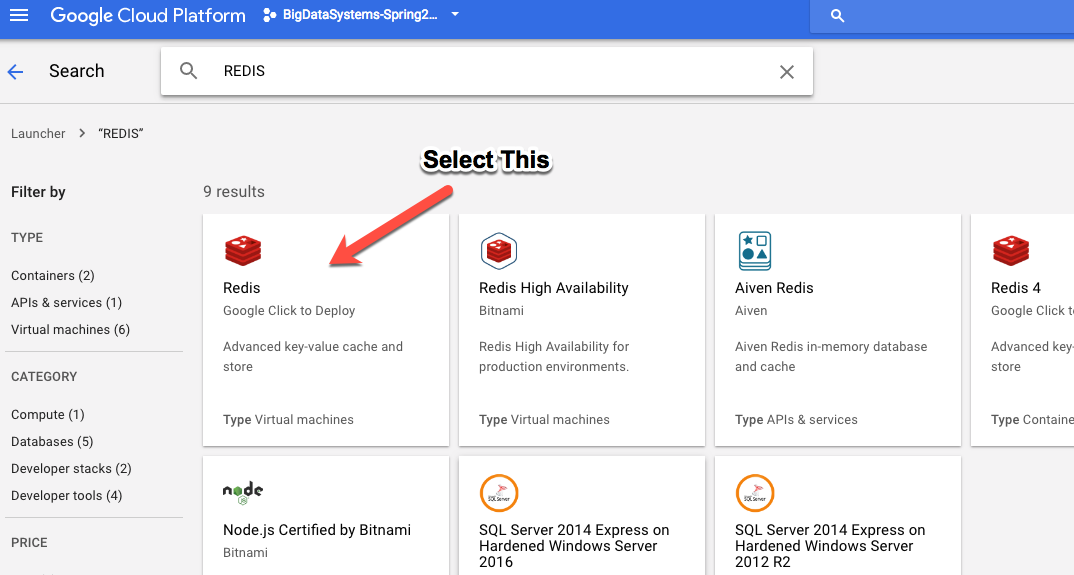 Google Cloud Platform
BigDataSystems-Spring2...
Search
REDIS
Launcher > “REDIS”
Select This
Filter by
9 results
TYPE
Containers (2)
APIs & services (1)
Virtual machines (6)
CATEGORY
Compute (1)
Databases (5)
Developer stacks (2)
Developer tools (4)
PRICE
Redis
Google Click to Deploy
Advanced key-value cache and
store
Type Virtual machines
Redis High Availability
Bitnami
Redis High Availability for
production environments.
Type Virtual machines
Aiven Redis
Aiven
Aiven Redis in-memory database
and cache
Type APIs & services
Redis 4
Google Click t
Advanced key-
store
Type Containe
node
JS
Node.js Certified by Bitnami
Bitnami
SQL Server
SQL Server 2014 Express on
Hardened Windows Server
2016
SQL Server
SQL Server 2014 Express on
Hardened Windows Server
2012 R2